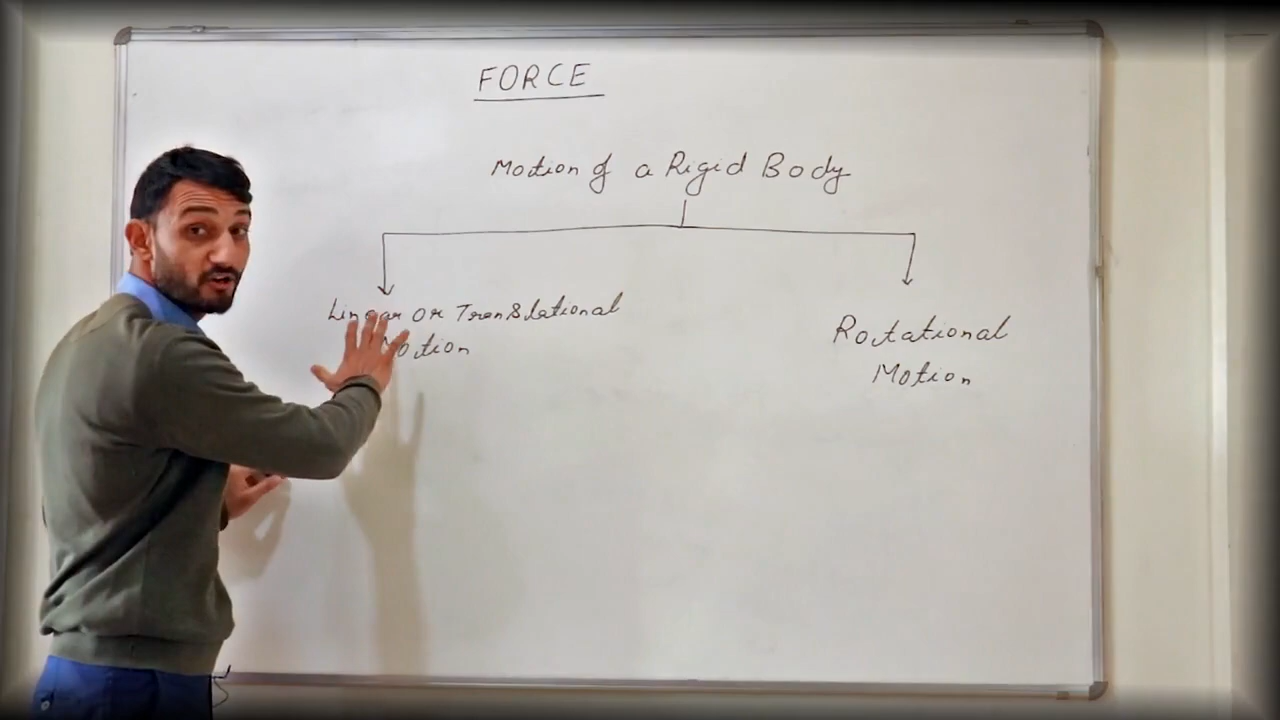 FORCE
Motion of a Rigid Body
Linear or Translational
Motion
Rotational
Motion